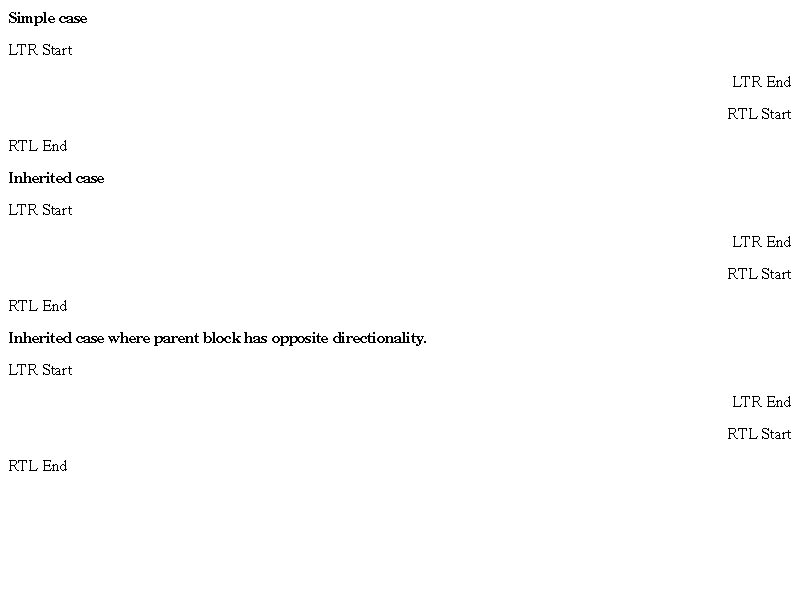 Simple case
LTR Start
LTR End
RTL Start
RTL End
Inherited case
LTR Start
LTR End
RTL Start
RTL End
Inherited case where parent block has opposite directionality.
LTR Start
LTR End
RTL Start
RTL End